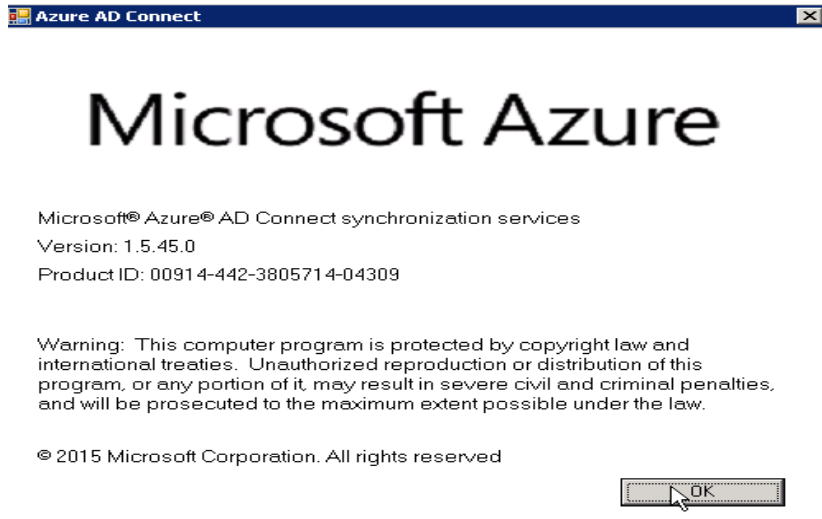 Azure AD Connect
Microsoft Azure
Microsoft® Azure® AD Connect synchronization services
Version: 1.5.45.0
Product ID: 00914-442-3805714-04309
Warning: This computer program is protected by copyright law and
international treaties. Unauthorized reproduction or distribution of this
program, or any portion of it, may result in severe civil and criminal penalties,
and will be prosecuted to the maximum extent possible under the law.
© 2015 Microsoft Corporation. All rights reserved
OK